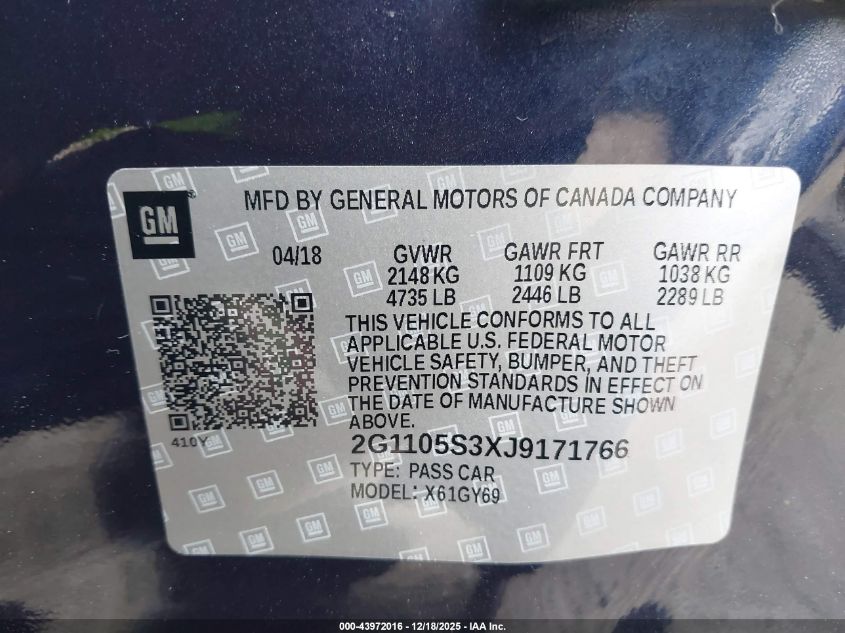 GM
MFD BY GENERAL MOTORS OF CANADA COMPANY
04/18 GVWR GAWR FRT GAWR RR
2148 KG 1109 KG 1038 KG
4735 LB 2446 LB 2289 LB
THIS VEHICLE CONFORMS TO ALL
APPLICABLE U.S. FEDERAL MOTOR
VEHICLE SAFETY, BUMPER, AND THEFT
PREVENTION STANDARDS IN EFFECT ON
THE DATE OF MANUFACTURE SHOWN
ABOVE.
410Y
2G1105S3XJ9171766
TYPE: PASS CAR
MODEL: X61GY69
000-43972016 - 12/18/2025 - IAA Inc.